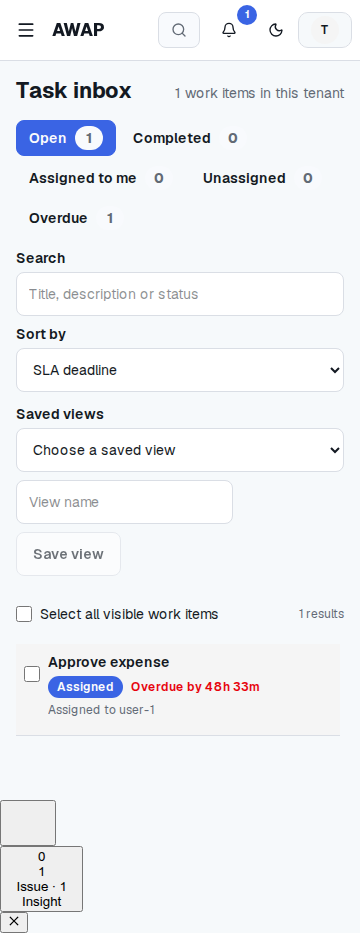 AWAP
1
T
Task inbox
1 work items in this tenant
Open 1
Completed 0
Assigned to me 0
Unassigned 0
Overdue 1
Search
Title, description or status
Sort by
SLA deadline
Saved views
Choose a saved view
View name
Save view
Select all visible work items
1 results
Approve expense
Assigned
Overdue by 48h 33m
Assigned to user-1
0
1
Issue · 1
Insight